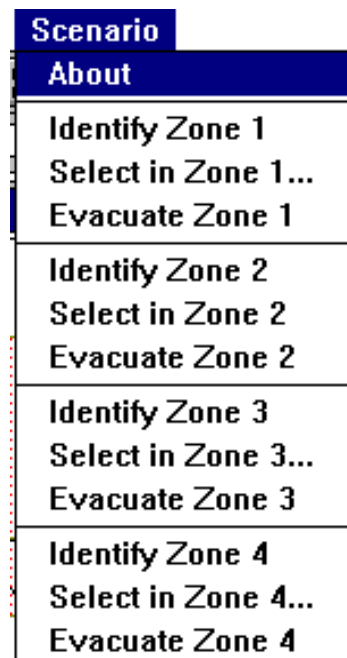 Scenario
About
Identify Zone 1
Select in Zone 1...
Evacuate Zone 1
Identify Zone 2
Select in Zone 2
Evacuate Zone 2
Identify Zone 3
Select in Zone 3...
Evacuate Zone 3
Identify Zone 4
Select in Zone 4...
Evacuate Zone 4